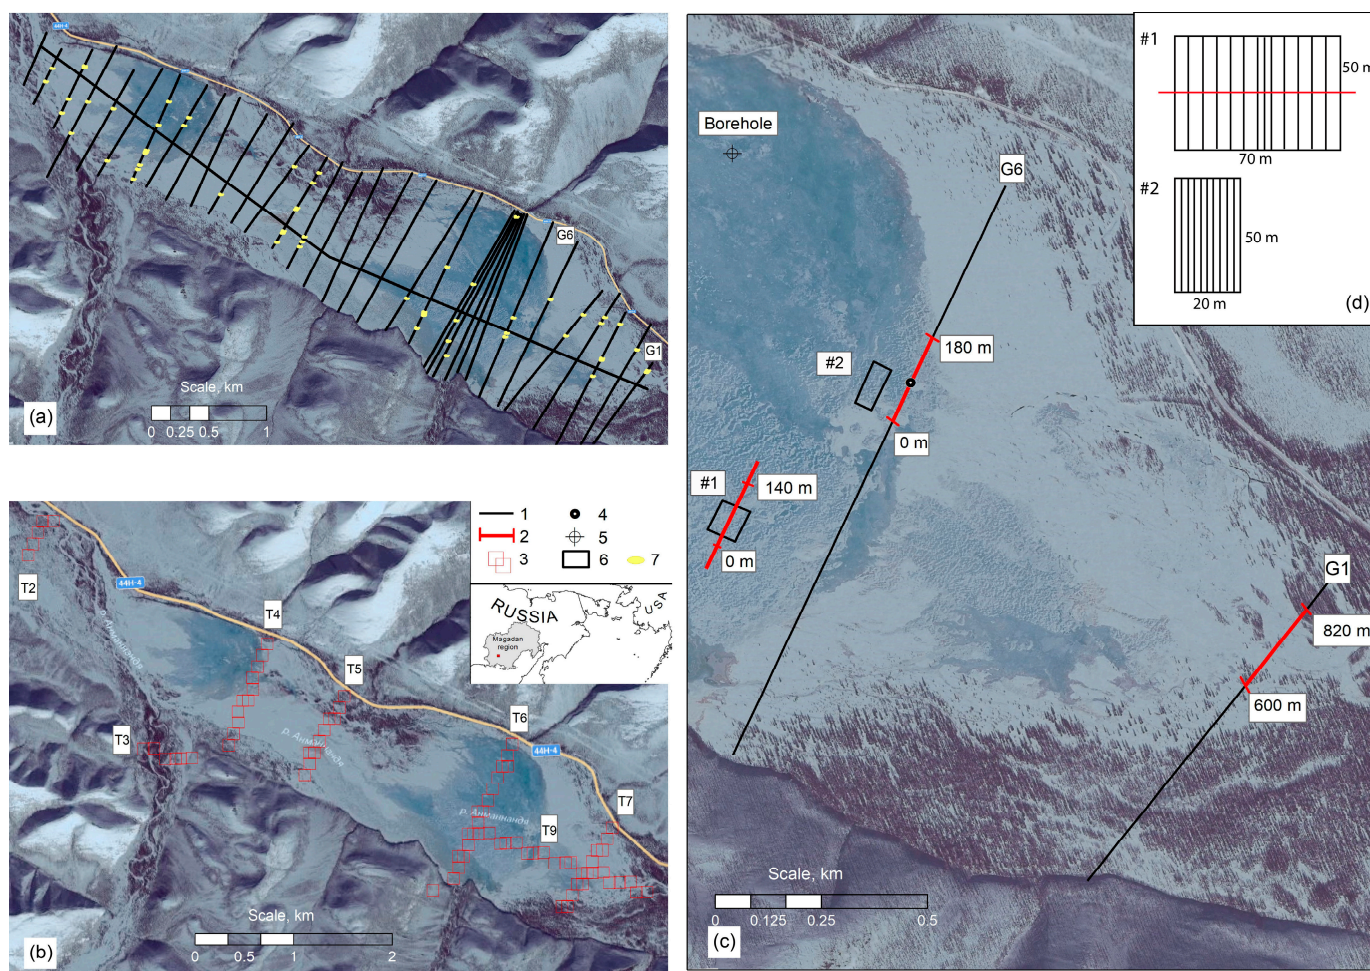 44H-4
G6
G1
Scale, km
0 0.25 0.5 1
(a)
T2
44H-4
T4
T5
T6
T3
44H-4
T7
T9
р. Анмангында
р. Анмангында
Scale, km
0 0.5 1 2
(b)
1 4
2 5
3 6 7
RUSSIA
USA
Magadan
region
Borehole
G6
#2
180 m
0 m
#1
140 m
0 m
G1
820 m
600 m
Scale, km
0 0.125 0.25 0.5
(c)
#1
50 m
70 m
#2
50 m
20 m
(d)